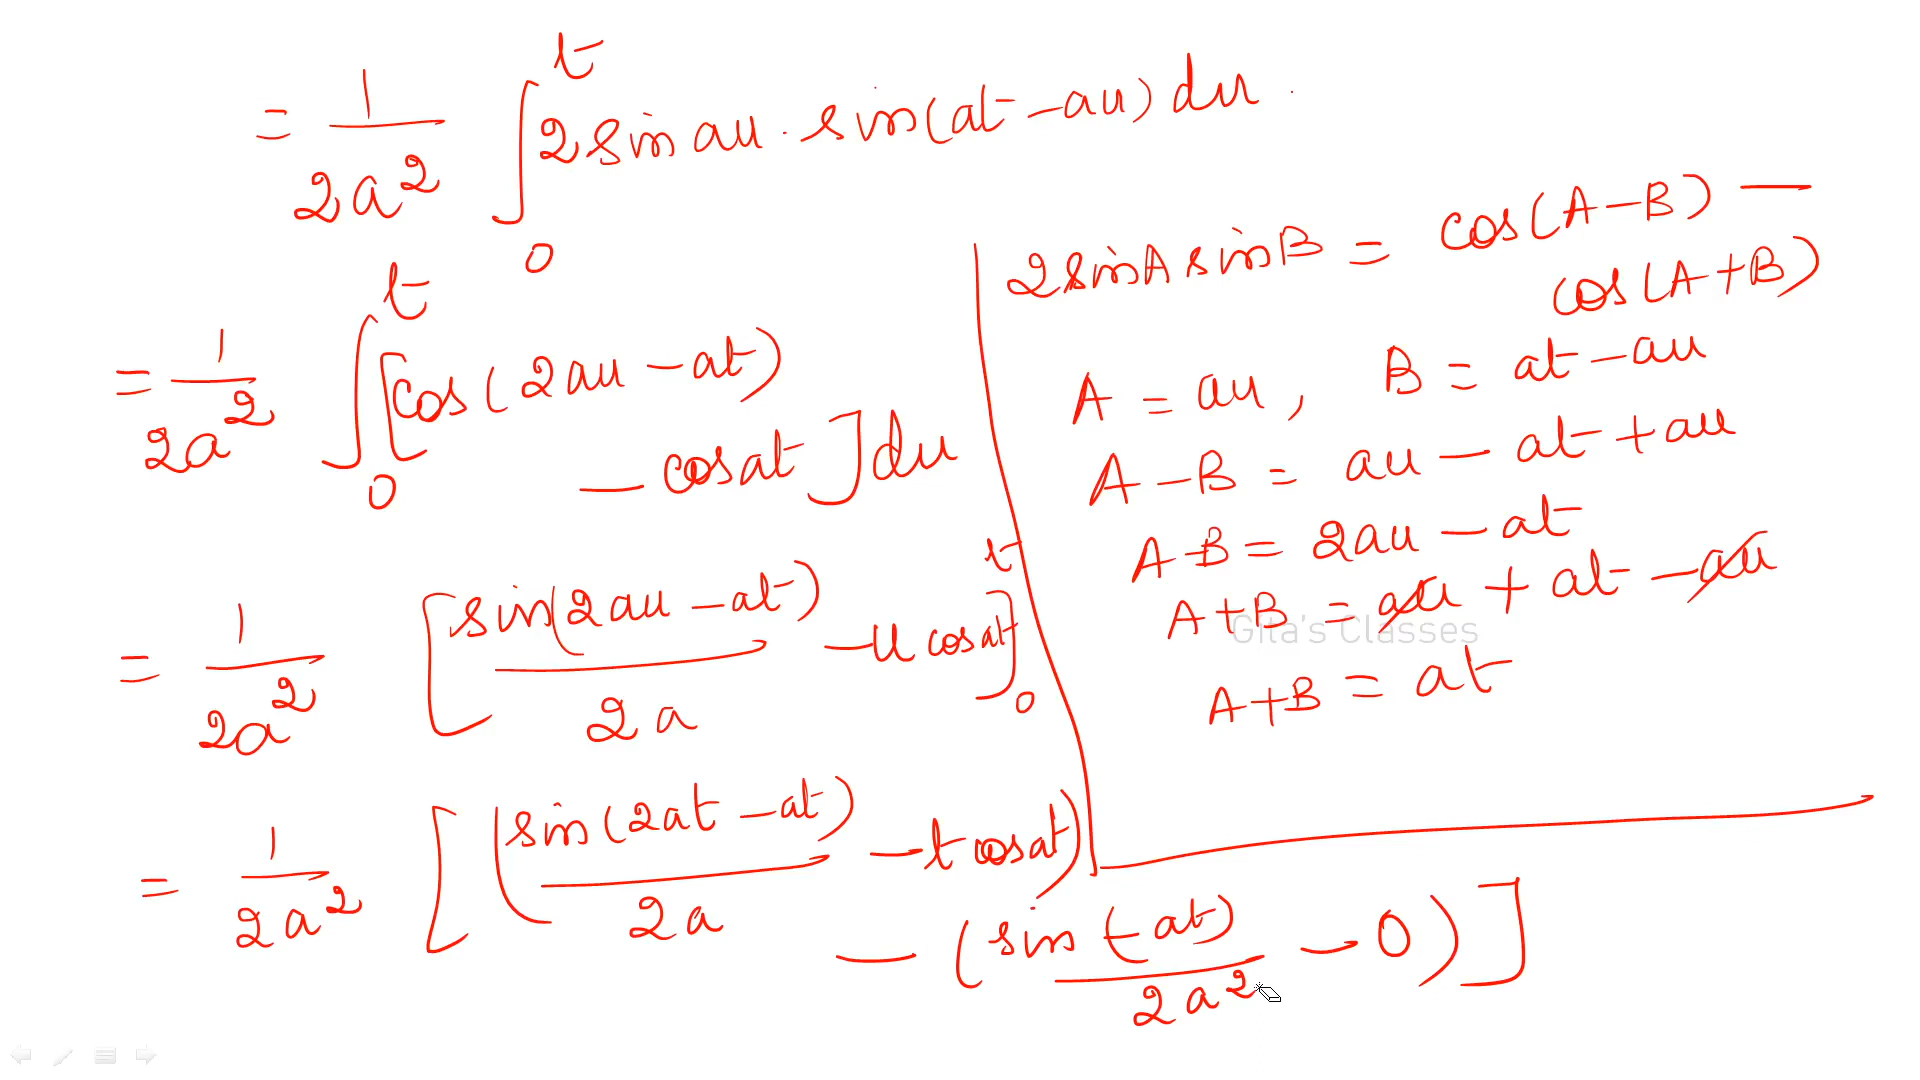 = 1/2a² ∫₀ᵗ 2 sin au . sin(at - au) du
= 1/2a² ∫₀ᵗ [cos(2au - at)
- cos at] du
= 1/2a² [sin(2au - at)/2a - u cos at]₀ᵗ
= 1/2a² [(sin(2at - at)/2a - t cos at)
- (sin(-at)/2a² - 0)]
2 sin A sin B = cos(A - B) -
cos(A + B)
A = au, B = at - au
A - B = au - at + au
A - B = 2au - at
A + B = au + at - au
Gita's Classes
A + B = at